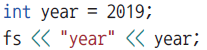 int year = 2019;
fs << "year" << year;